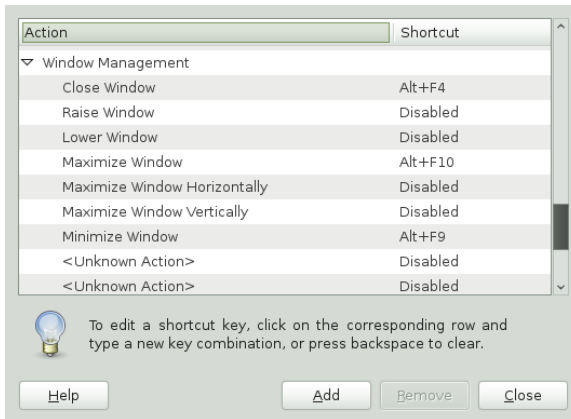 Action Shortcut
Window Management
Close Window Alt+F4
Raise Window Disabled
Lower Window Disabled
Maximize Window Alt+F10
Maximize Window Horizontally Disabled
Maximize Window Vertically Disabled
Minimize Window Alt+F9
<Unknown Action> Disabled
<Unknown Action> Disabled
To edit a shortcut key, click on the corresponding row and
type a new key combination, or press backspace to clear.
Help Add Remove Close